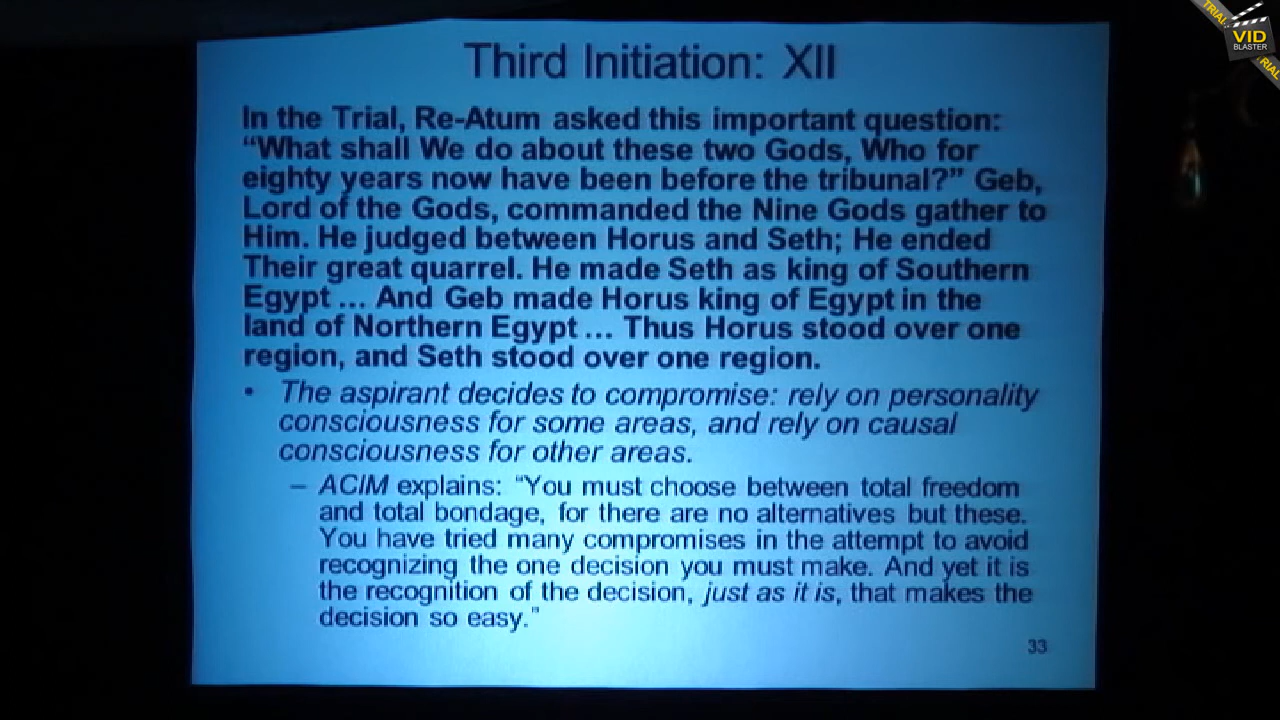 Third Initiation: XII
In the Trial, Re-Atum asked this important question:
“What shall We do about these two Gods, Who for
eighty years now have been before the tribunal?” Geb,
Lord of the Gods, commanded the Nine Gods gather to
Him. He judged between Horus and Seth; He ended
Their great quarrel. He made Seth as king of Southern
Egypt ... And Geb made Horus king of Egypt in the
land of Northern Egypt ... Thus Horus stood over one
region, and Seth stood over one region.
• The aspirant decides to compromise: rely on personality
consciousness for some areas, and rely on causal
consciousness for other areas.
– ACIM explains: “You must choose between total freedom
and total bondage, for there are no alternatives but these.
You have tried many compromises in the attempt to avoid
recognizing the one decision you must make. And yet it is
the recognition of the decision, just as it is, that makes the
decision so easy.”
33
TRIAL
VID
BLASTER
TRIAL